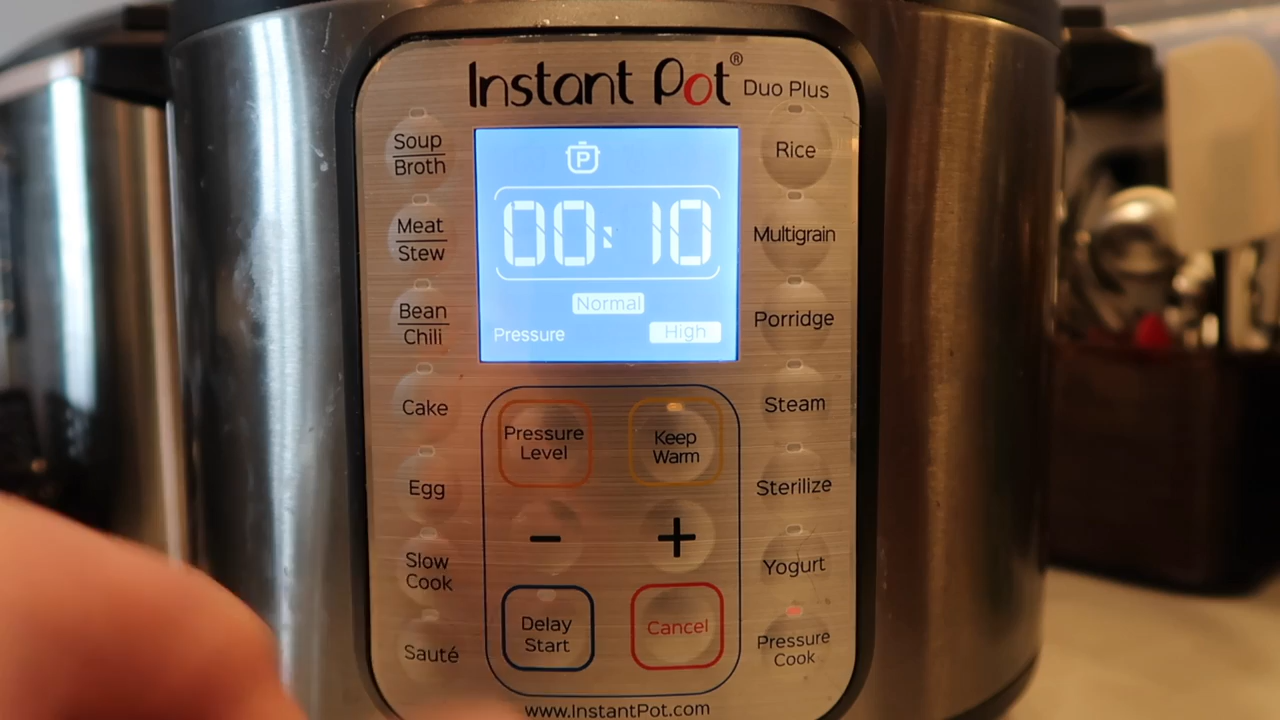 Instant Pot® Duo Plus
Soup
Broth
Meat
Stew
Bean
Chili
Cake
Egg
Slow
Cook
Sauté
P
00:10
Normal
Pressure High
Pressure
Level
Keep
Warm
-
+
Delay
Start
Cancel
Rice
Multigrain
Porridge
Steam
Sterilize
Yogurt
Pressure
Cook
www.InstantPot.com